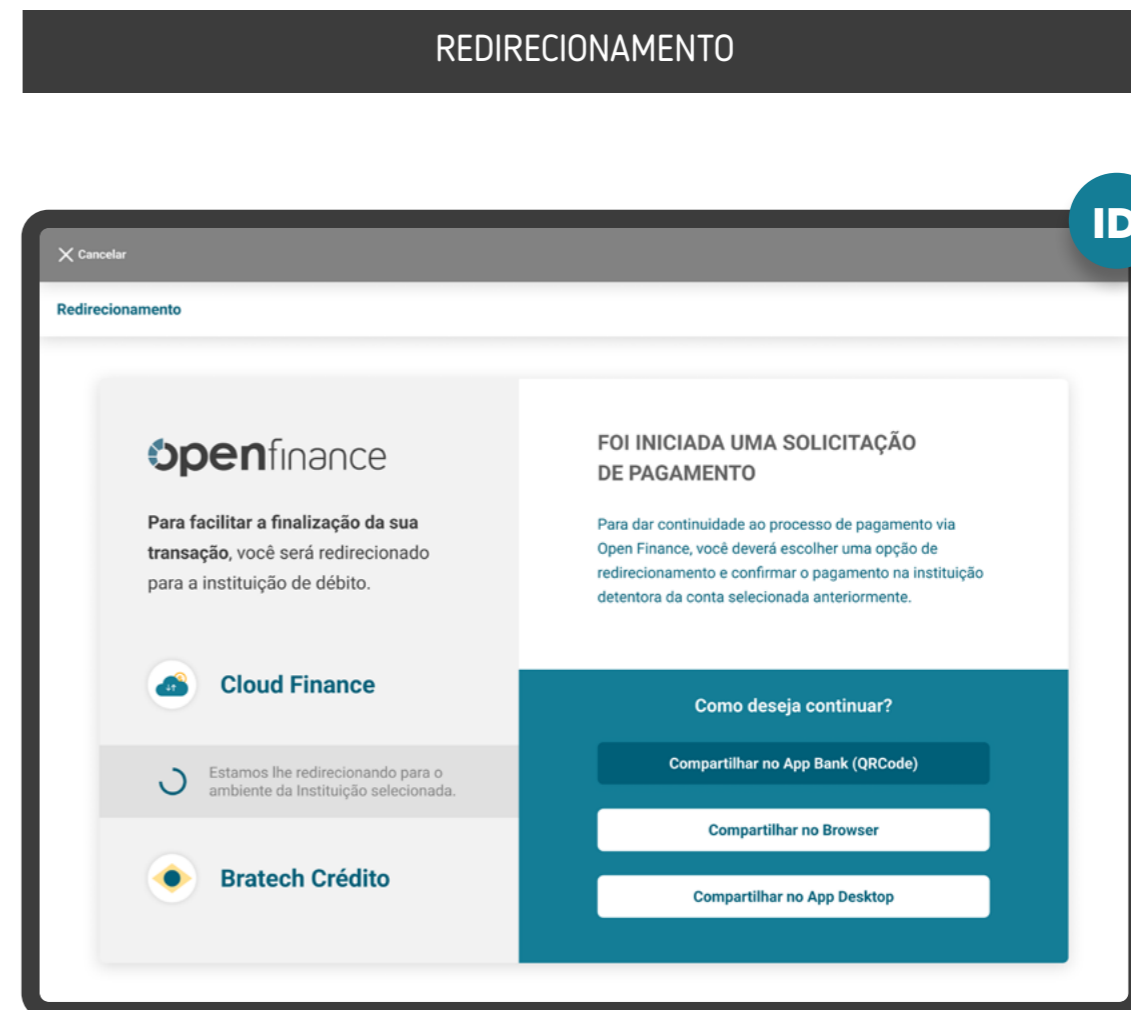 REDIRECIONAMENTO
ID
Cancelar
Redirecionamento
openfinance
Para facilitar a finalização da sua
transação, você será redirecionado
para a instituição de débito.
Cloud Finance
Estamos lhe redirecionando para o
ambiente da Instituição selecionada.
Bratech Crédito
FOI INICIADA UMA SOLICITAÇÃO
DE PAGAMENTO
Para dar continuidade ao processo de pagamento via
Open Finance, você deverá escolher uma opção de
redirecionamento e confirmar o pagamento na instituição
detentora da conta selecionada anteriormente.
Como deseja continuar?
Compartilhar no App Bank (QRCode)
Compartilhar no Browser
Compartilhar no App Desktop